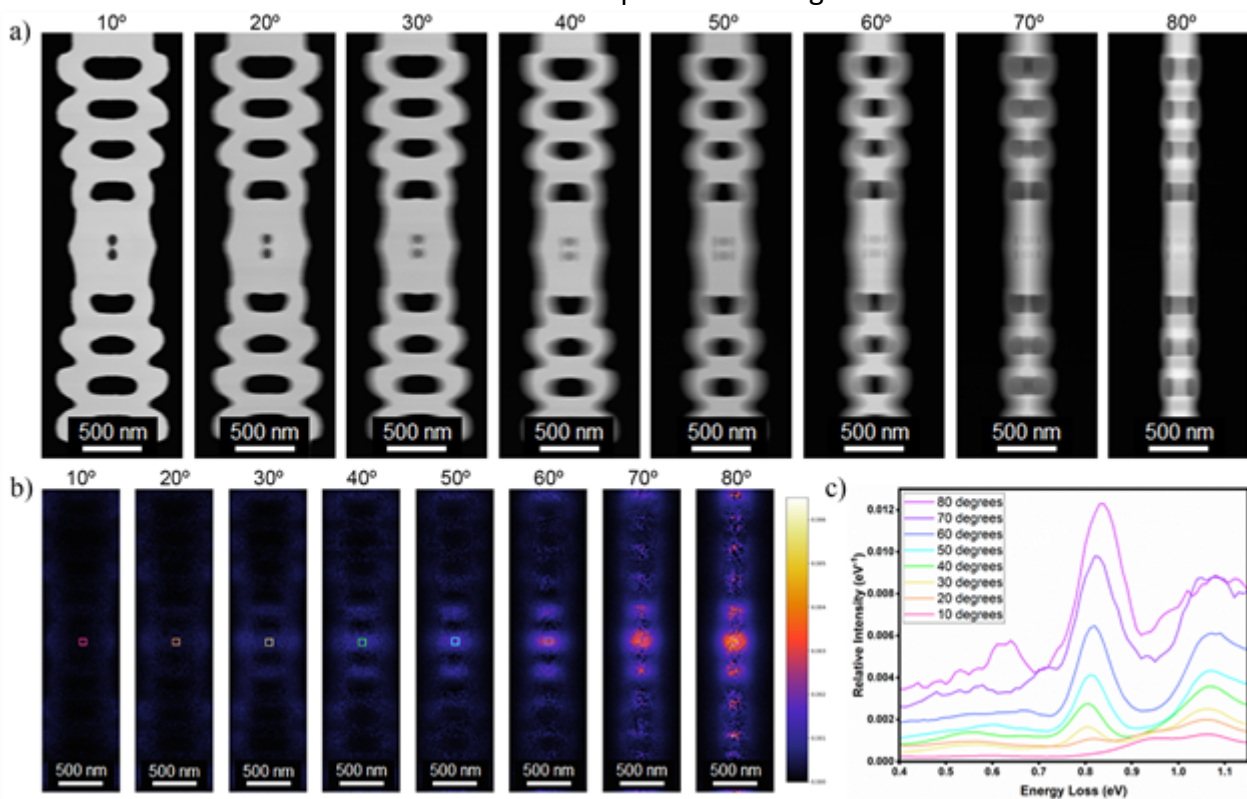 10º 20º 30º 40º 50º 60º 70º 80º
a)
500 nm 500 nm 500 nm 500 nm 500 nm 500 nm 500 nm 500 nm
b)
10º 20º 30º 40º 50º 60º 70º 80º
500 nm 500 nm 500 nm 500 nm 500 nm 500 nm 500 nm 500 nm
c)
80 degrees
70 degrees
60 degrees
50 degrees
40 degrees
30 degrees
20 degrees
10 degrees
0.012
0.010
0.008
0.006
0.004
0.002
0.000
Relative Intensity (eV⁻¹)
0.4 0.5 0.6 0.7 0.8 0.9 1.0 1.1
Energy Loss (eV)